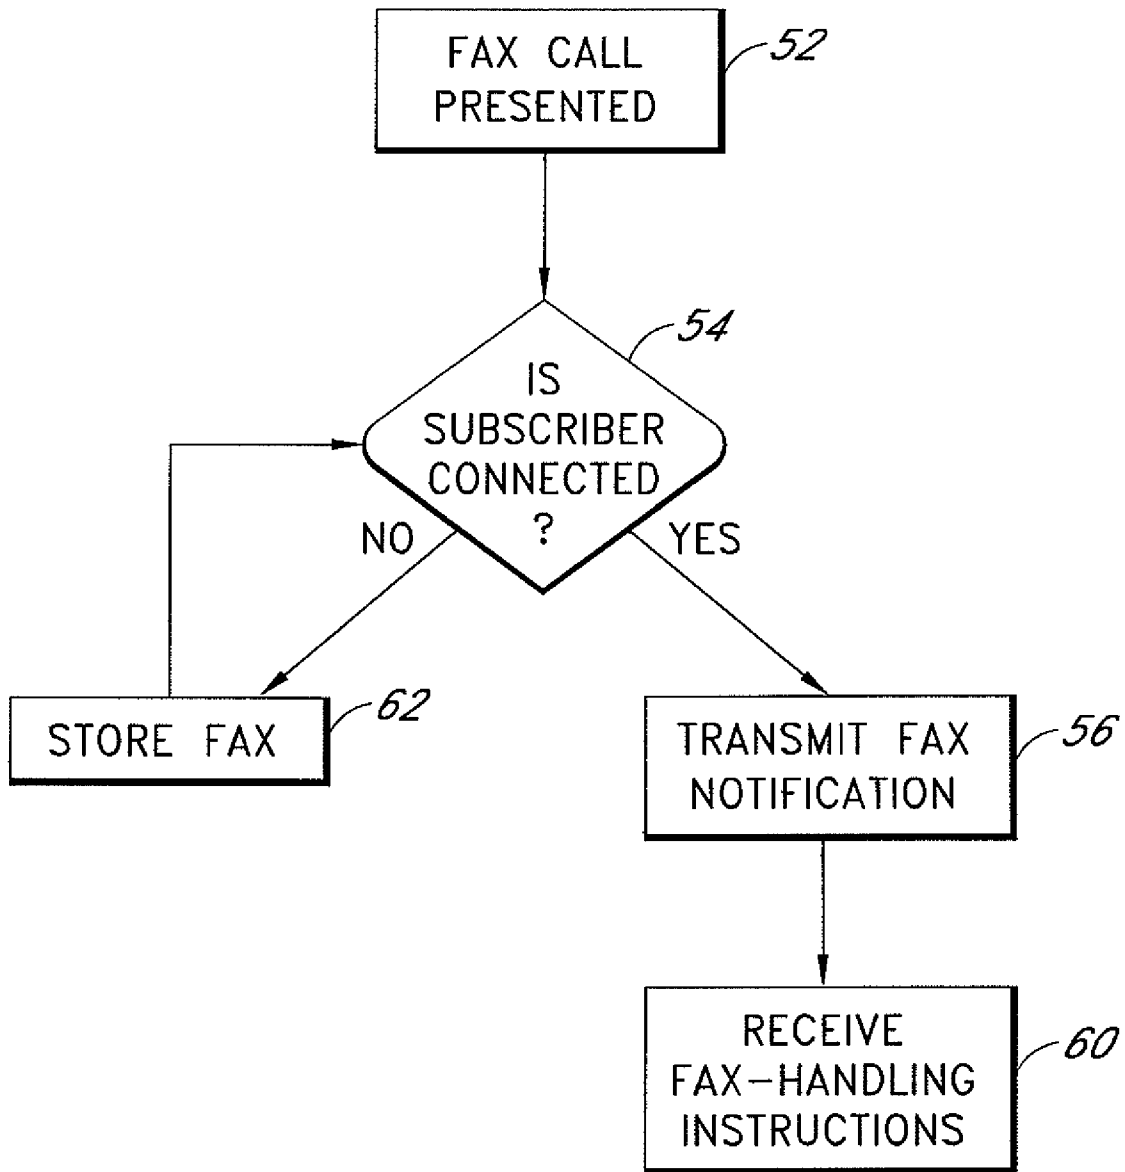 FAX CALL
PRESENTED
52
54
IS
SUBSCRIBER
CONNECTED
?
NO
YES
STORE FAX
62
TRANSMIT FAX
NOTIFICATION
56
RECEIVE
FAX-HANDLING
INSTRUCTIONS
60